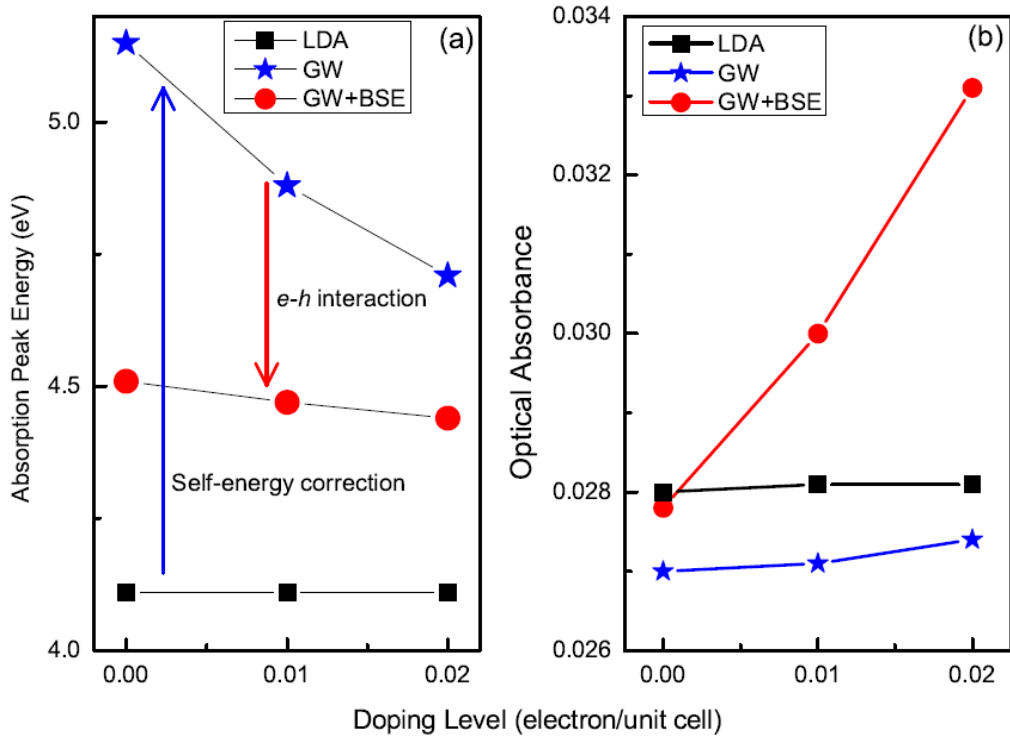 LDA
GW
GW+BSE
(a)
5.0
4.5
4.0
Absorption Peak Energy (eV)
e-h interaction
Self-energy correction
0.00
0.01
0.02
LDA
GW
GW+BSE
(b)
0.034
0.032
0.030
0.028
0.026
Optical Absorbance
0.00
0.01
0.02
Doping Level (electron/unit cell)